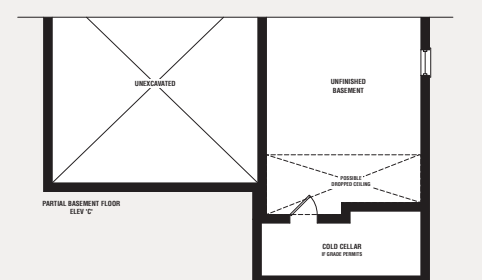 UNEXCAVATED
UNFINISHED
BASEMENT
POSSIBLE
DROPPED CEILING
PARTIAL BASEMENT FLOOR
ELEV 'C'
COLD CELLAR
IF GRADE PERMITS